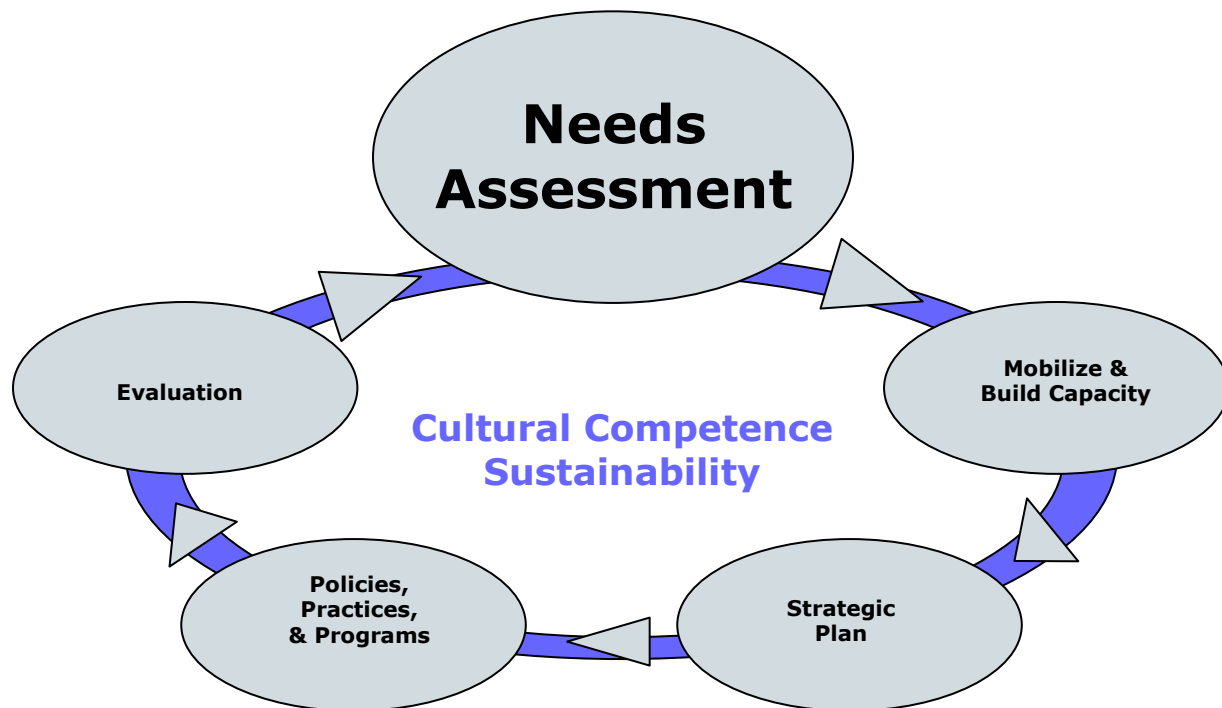 Needs
Assessment
Mobilize &
Build Capacity
Evaluation
Cultural Competence
Sustainability
Policies,
Practices,
& Programs
Strategic
Plan